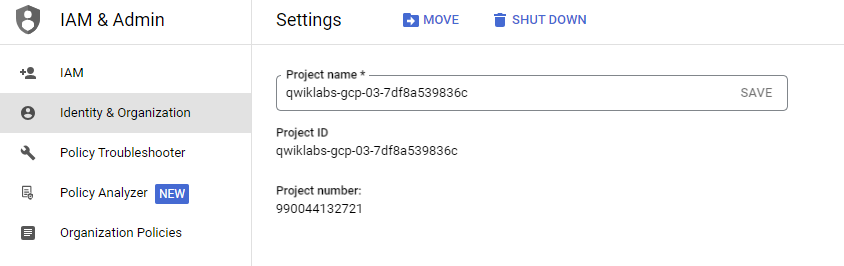 IAM & Admin
Settings
MOVE
SHUT DOWN
IAM
Identity & Organization
Policy Troubleshooter
Policy Analyzer NEW
Organization Policies
Project name *
qwiklabs-gcp-03-7df8a539836c
SAVE
Project ID
qwiklabs-gcp-03-7df8a539836c
Project number:
990044132721